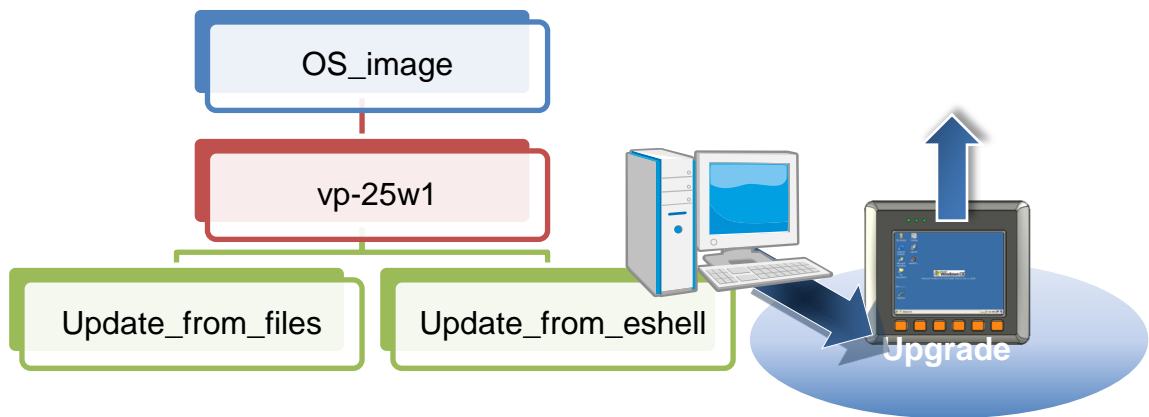 OS_image
vp-25w1
Update_from_files
Update_from_eshell
Upgrade